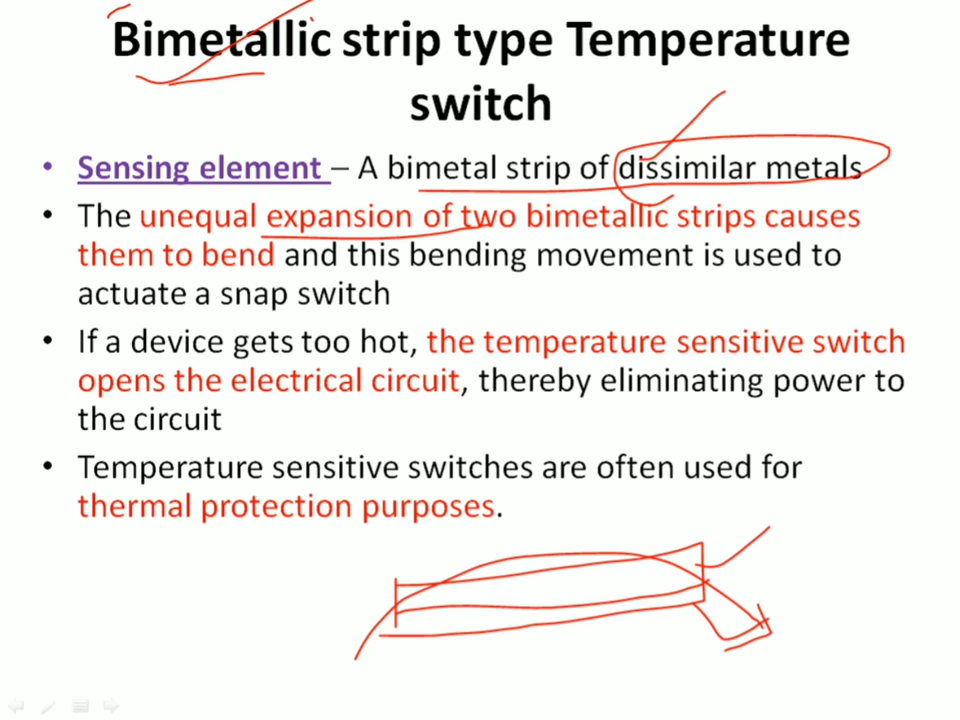 Bimetallic strip type Temperature
switch
• Sensing element – A bimetal strip of dissimilar metals
• The unequal expansion of two bimetallic strips causes
them to bend and this bending movement is used to
actuate a snap switch
• If a device gets too hot, the temperature sensitive switch
opens the electrical circuit, thereby eliminating power to
the circuit
• Temperature sensitive switches are often used for
thermal protection purposes.